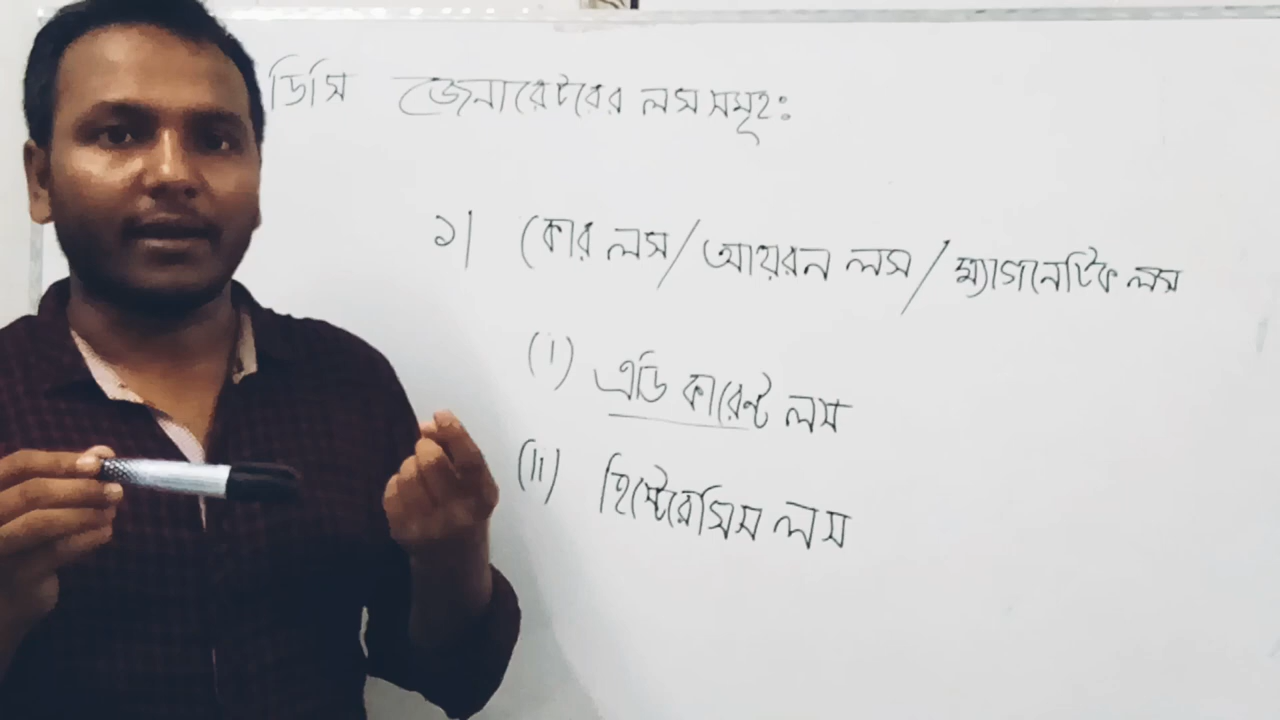 ডিসি জেনারেটরের লস সমূহঃ
১| কোর লস/আয়রন লস/ম্যাগনেটিক লস
(i) এডি কারেন্ট লস
(ii) হিস্টেরেসিস লস